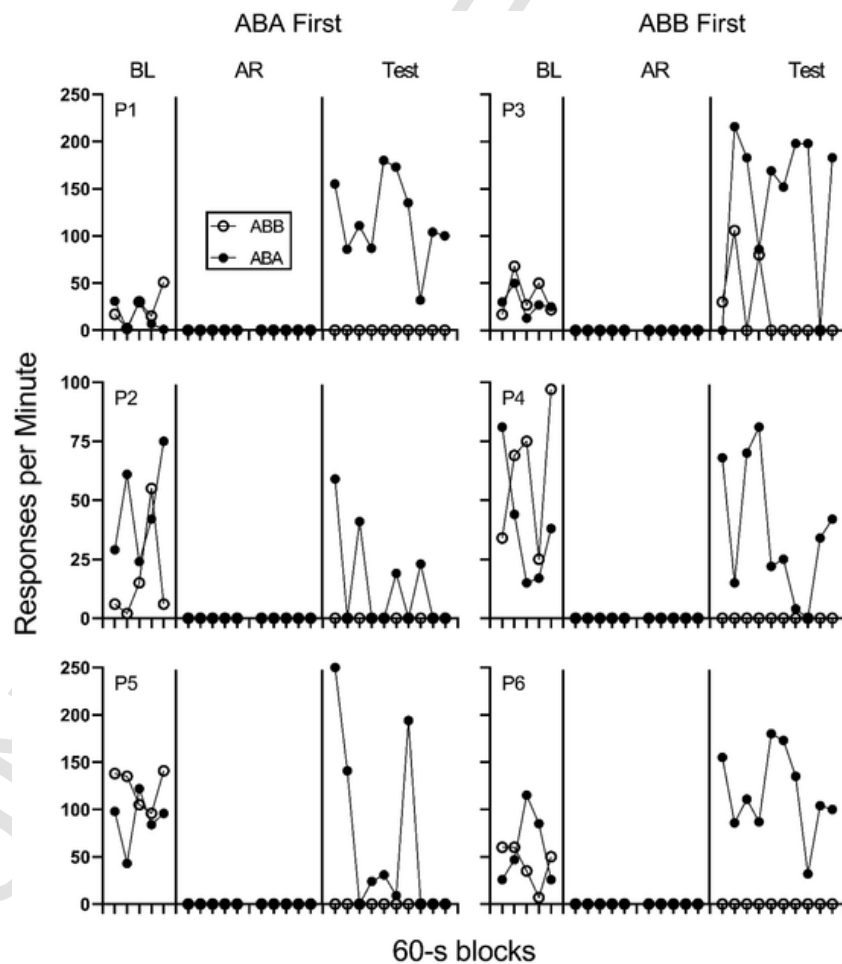 ABA First ABB First
BL AR Test BL AR Test
250
200
150
100
50
0
P1
ABB
ABA
P3
100
75
50
25
0
P2
P4
250
200
150
100
50
0
P5
P6
Responses per Minute
60-s blocks